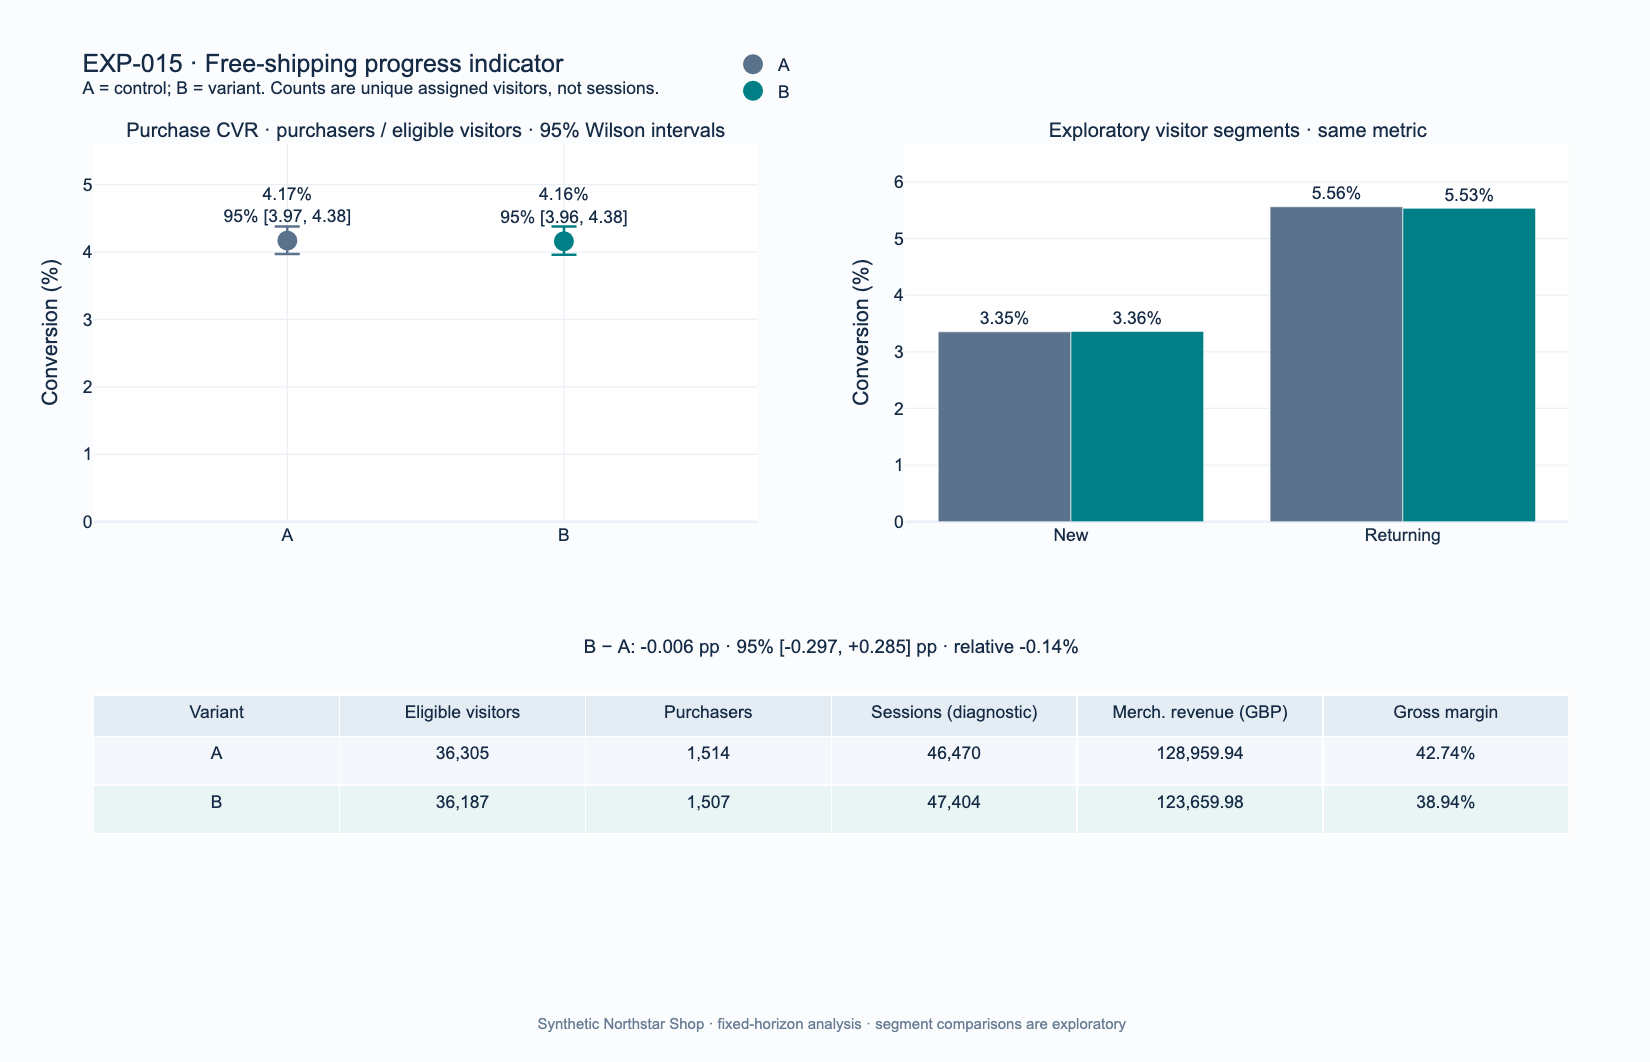 EXP-015 · Free-shipping progress indicator
A = control; B = variant. Counts are unique assigned visitors, not sessions.
A
B
Purchase CVR · purchasers / eligible visitors · 95% Wilson intervals
Conversion (%)
5
4
3
2
1
0
4.17%
95% [3.97, 4.38]
4.16%
95% [3.96, 4.38]
A
B
Exploratory visitor segments · same metric
Conversion (%)
6
5
4
3
2
1
0
3.35%
3.36%
5.56%
5.53%
New
Returning
B − A: -0.006 pp · 95% [-0.297, +0.285] pp · relative -0.14%
Variant Eligible visitors Purchasers Sessions (diagnostic) Merch. revenue (GBP) Gross margin
A 36,305 1,514 46,470 128,959.94 42.74%
B 36,187 1,507 47,404 123,659.98 38.94%
Synthetic Northstar Shop · fixed-horizon analysis · segment comparisons are exploratory